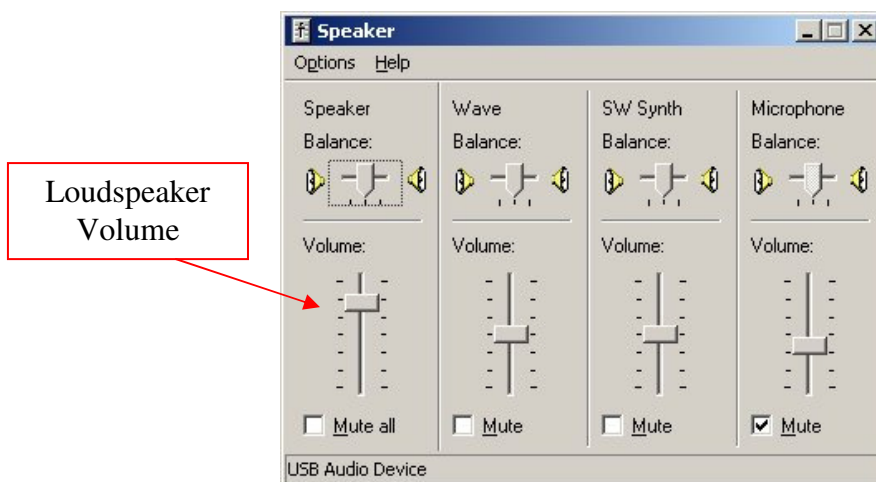 Speaker
Options Help
Speaker
Balance:
Volume:
Mute all
Wave
Balance:
Volume:
Mute
SW Synth
Balance:
Volume:
Mute
Microphone
Balance:
Volume:
Mute
USB Audio Device
Loudspeaker
Volume